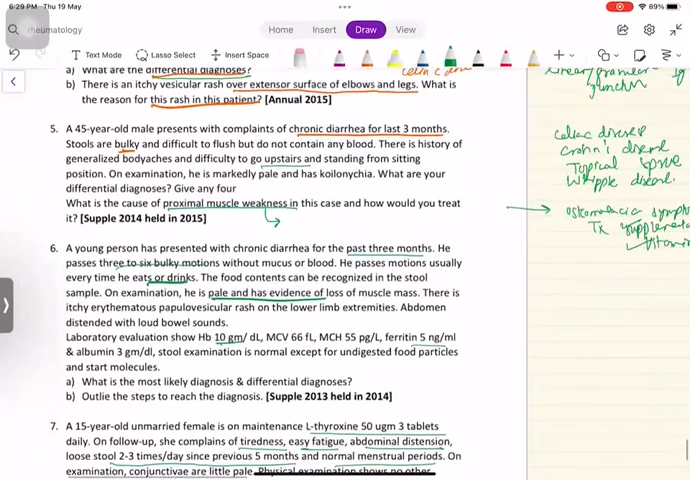 6:29 PM Thu 19 May
89%
rheumatology
Home Insert Draw View
Text Mode Lasso Select Insert Space
a) What are the differential diagnoses?
b) There is an itchy vesicular rash over extensor surface of elbows and legs. What is
the reason for this rash in this patient? [Annual 2015]
5. A 45-year-old male presents with complaints of chronic diarrhea for last 3 months.
Stools are bulky and difficult to flush but do not contain any blood. There is history of
generalized bodyaches and difficulty to go upstairs and standing from sitting
position. On examination, he is markedly pale and has koilonychia. What are your
differential diagnoses? Give any four
What is the cause of proximal muscle weakness in this case and how would you treat
it? [Supple 2014 held in 2015]
celiac disease
Crohn's disease
Topical sprue
Whipple disease.
osteomalacic
Tx
6. A young person has presented with chronic diarrhea for the past three months. He
passes three to six bulky motions without mucus or blood. He passes motions usually
every time he eats or drinks. The food contents can be recognized in the stool
sample. On examination, he is pale and has evidence of loss of muscle mass. There is
itchy erythematous papulovesicular rash on the lower limb extremities. Abdomen
distended with loud bowel sounds.
Laboratory evaluation show Hb 10 gm/ dL, MCV 66 fL, MCH 55 pg/L, ferritin 5 ng/ml
& albumin 3 gm/dl, stool examination is normal except for undigested food particles
and start molecules.
a) What is the most likely diagnosis & differential diagnoses?
b) Outlie the steps to reach the diagnosis. [Supple 2013 held in 2014]
7. A 15-year-old unmarried female is on maintenance L-thyroxine 50 ugm 3 tablets
daily. On follow-up, she complains of tiredness, easy fatigue, abdominal distension,
loose stool 2-3 times/day since previous 5 months and normal menstrual periods. On
examination, conjunctivae are little pale. Physical examination shows no other